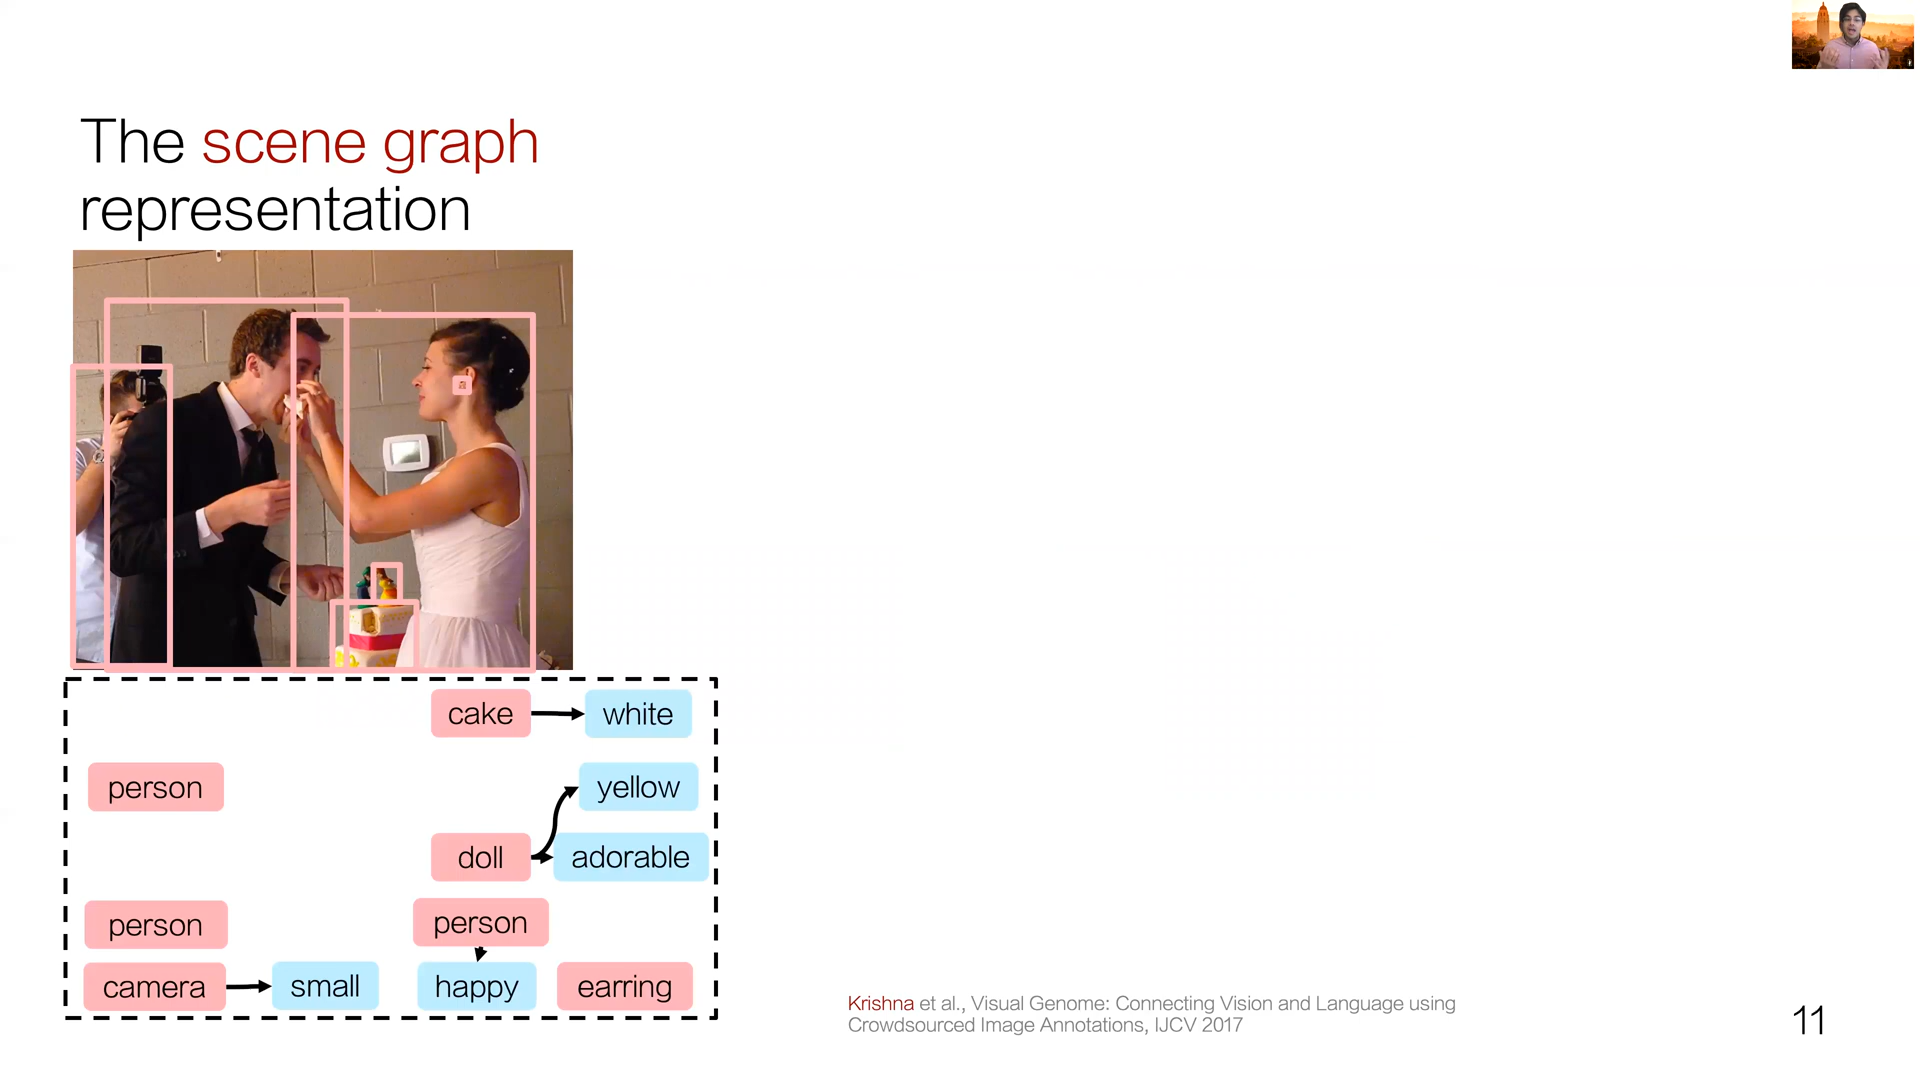 The scene graph
representation
cake white
person yellow
doll adorable
person person
camera small happy earring
Krishna et al., Visual Genome: Connecting Vision and Language using
Crowdsourced Image Annotations, IJCV 2017
11